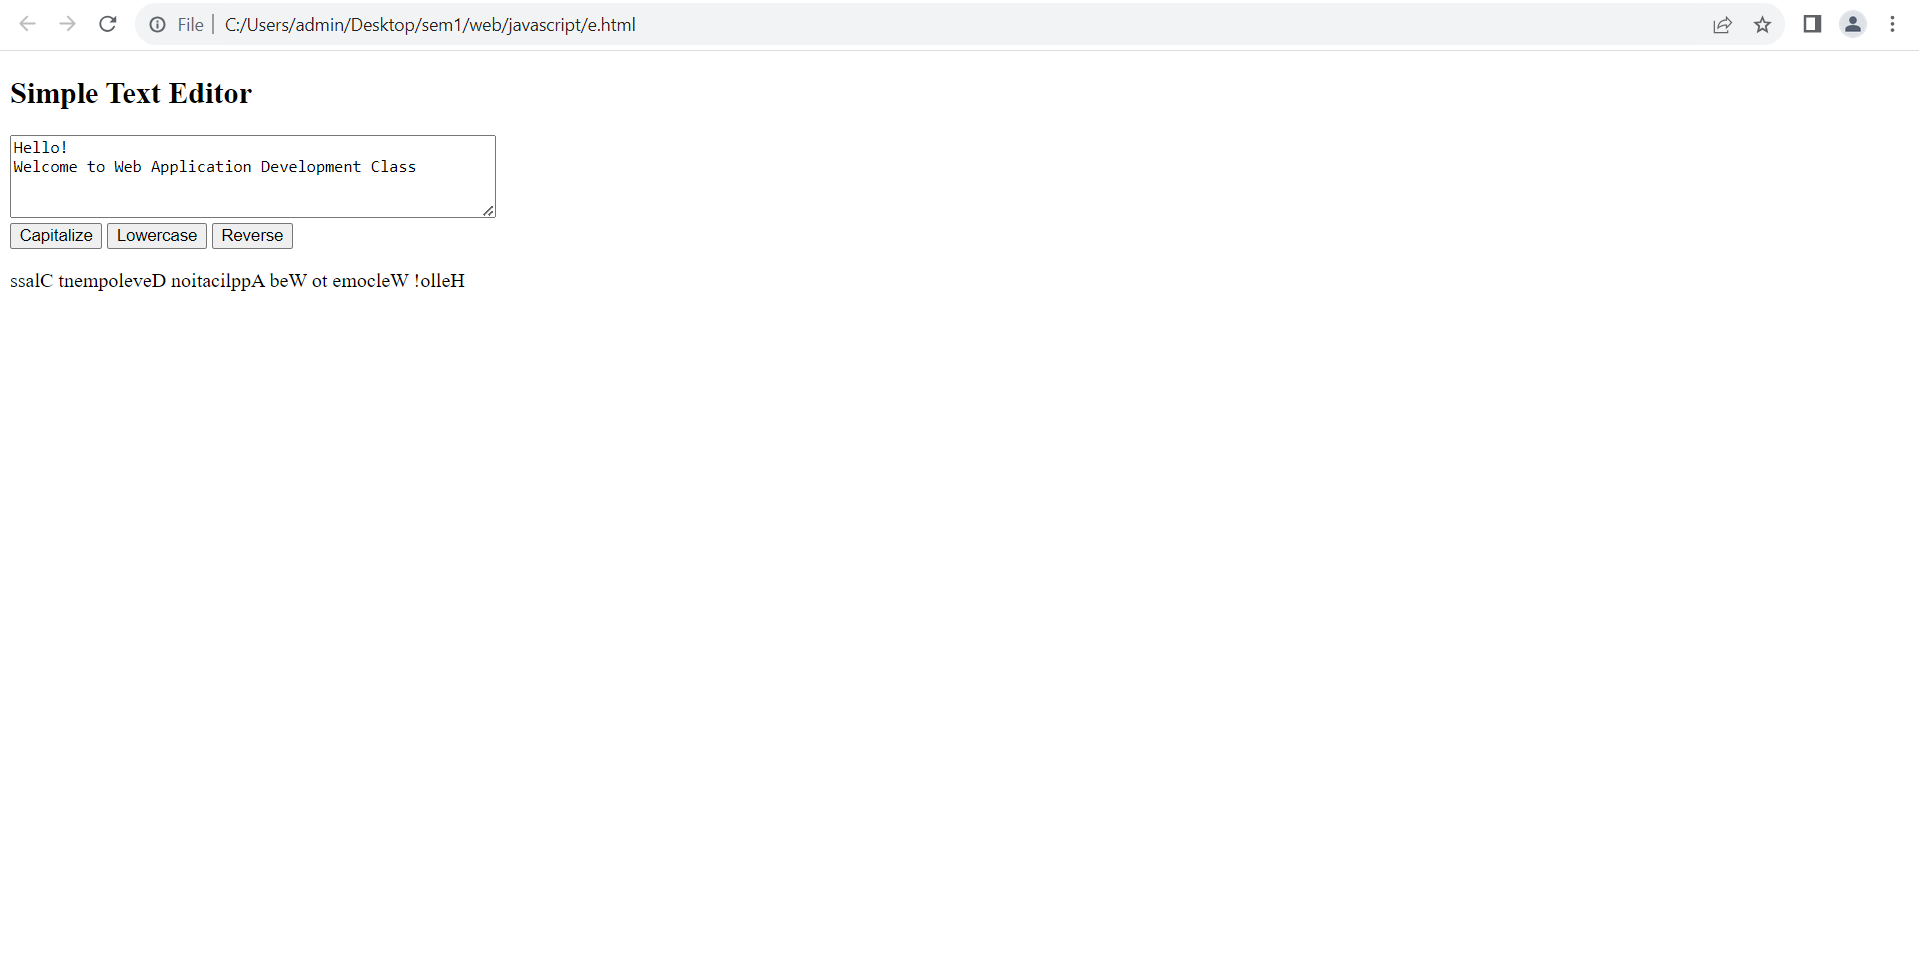 File
C:/Users/admin/Desktop/sem1/web/javascript/e.html
Simple Text Editor
Hello!
Welcome to Web Application Development Class
Capitalize Lowercase Reverse
ssalC tnempoleveD noitacilppA beW ot emocleW !olleH